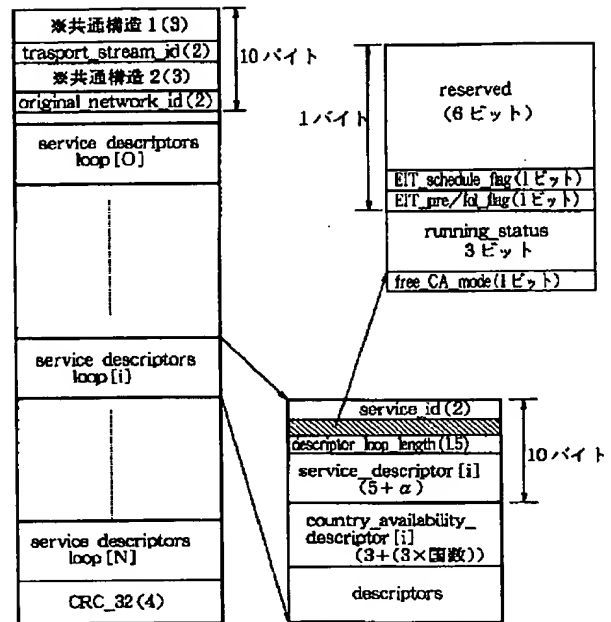 ※共通構造1(3)
trasport_stream_id(2)
※共通構造2(3)
original_network_id(2)
10バイト
service descriptors
loop[O]
service descriptors
loop[i]
service descriptors
loop[N]
CRC_32(4)
1バイト
reserved
(6ビット)
EIT_schedule_flag(1ビット)
EIT_pre/fol_flag(1ビット)
running_status
3ビット
free_CA_mode(1ビット)
service_id(2)
descriptor_loop_length(1.5)
service_descriptor[i]
(5+α)
10バイト
country_availability_
descriptor[i]
(3+(3×国数))
descriptors